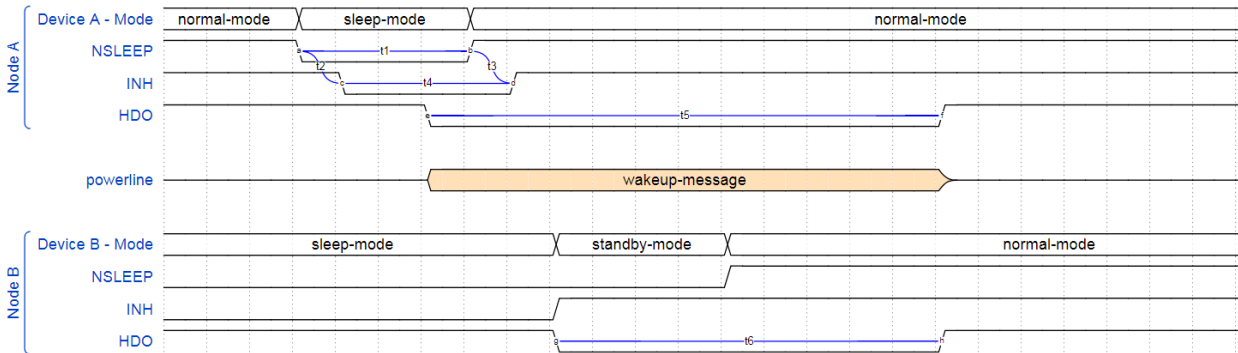 Node A
Device A - Mode normal-mode sleep-mode normal-mode
NSLEEP a t1 b
t2 t3
INH c t4 d
HDO e t5 f
powerline wakeup-message
Node B
Device B - Mode sleep-mode standby-mode normal-mode
NSLEEP
INH
HDO g t6 h